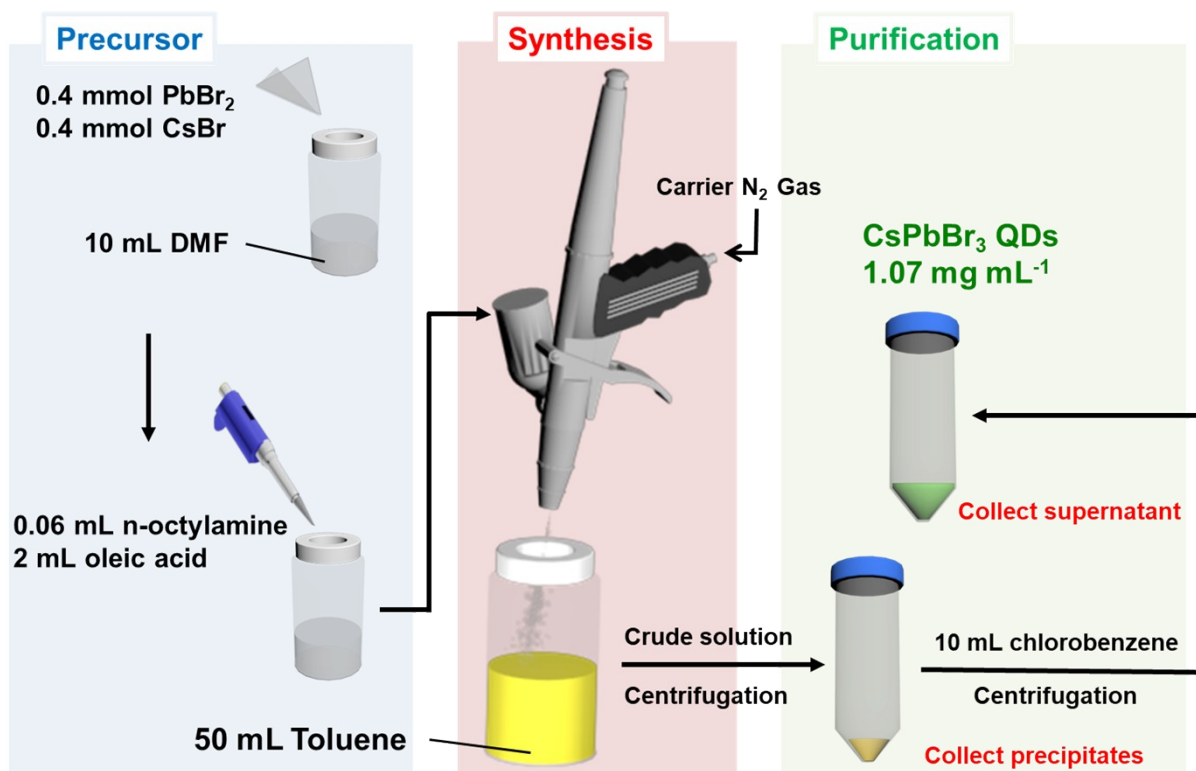 Precursor
0.4 mmol PbBr₂
0.4 mmol CsBr
10 mL DMF
0.06 mL n-octylamine
2 mL oleic acid
Synthesis
Carrier N₂ Gas
50 mL Toluene
Crude solution
Centrifugation
Purification
CsPbBr₃ QDs
1.07 mg mL⁻¹
Collect supernatant
10 mL chlorobenzene
Centrifugation
Collect precipitates